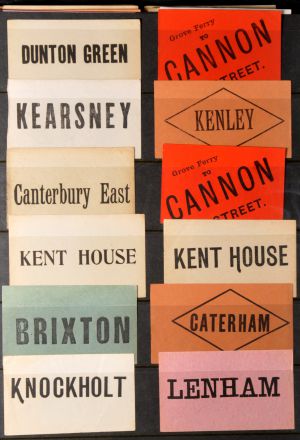 DUNTON GREEN
KEARSNEY
Canterbury East
KENT HOUSE
BRIXTON
KNOCKHOLT
Grove Ferry
TO
CANNON
STREET.
KENLEY
Grove Ferry
TO
CANNON
STREET.
KENT HOUSE
CATERHAM
LENHAM